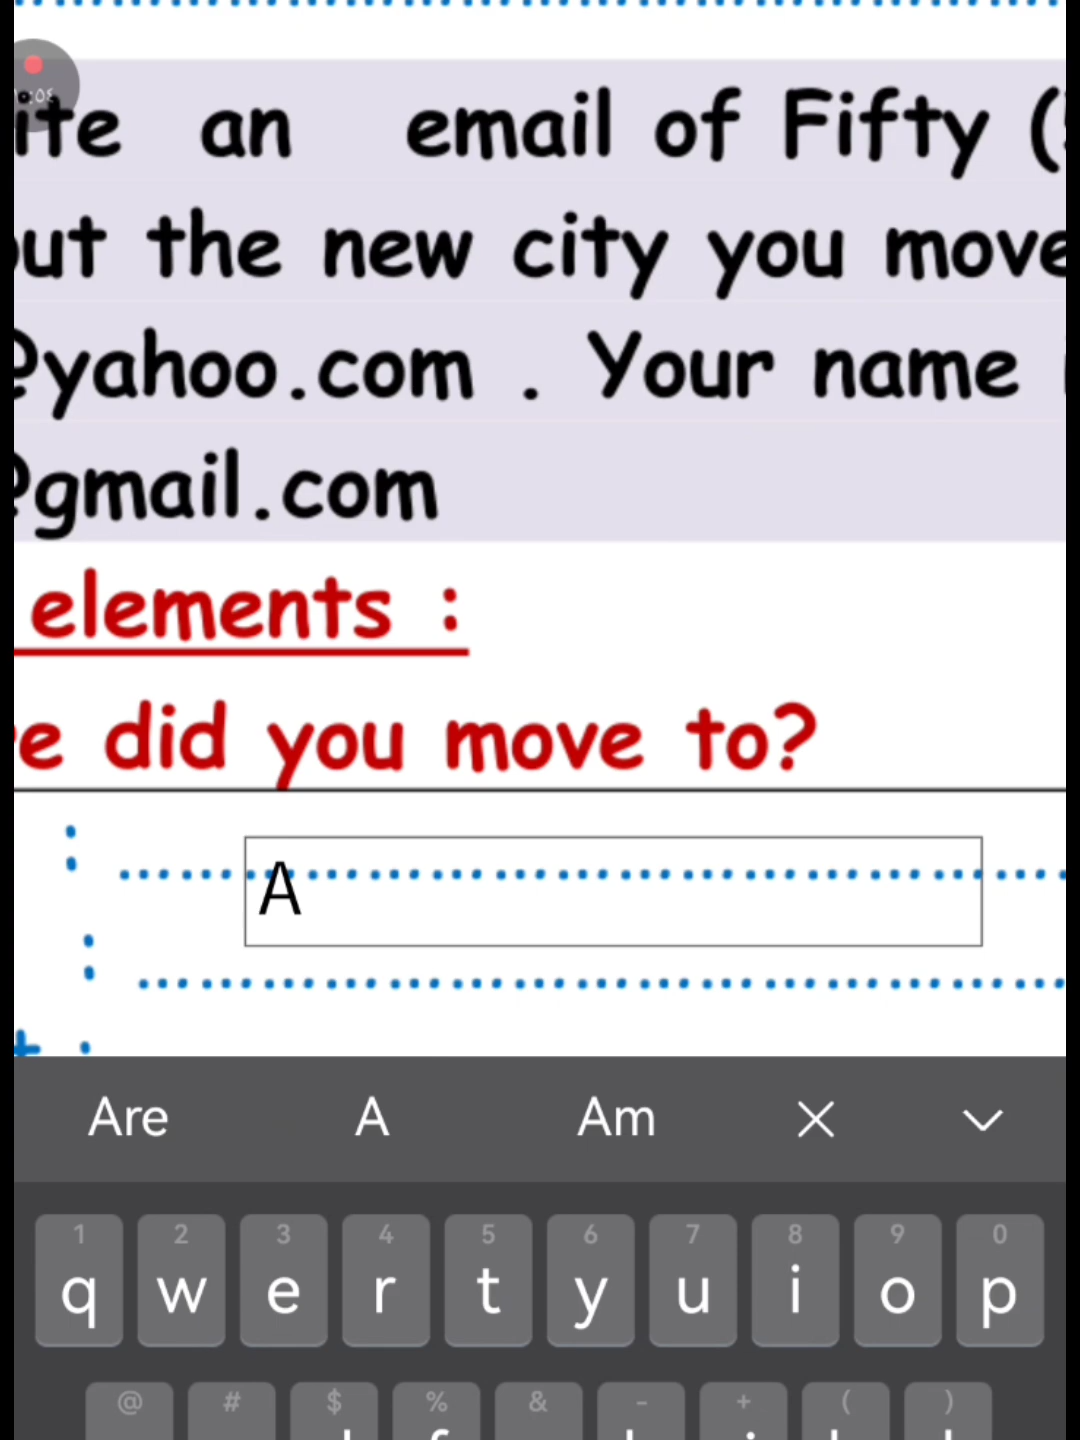 ite an email of Fifty (
out the new city you move
@yahoo.com . Your name
@gmail.com
elements :
e did you move to?
A
Are A Am
1 2 3 4 5 6 7 8 9 0
q w e r t y u i o p
@ # $ % & - + ( )